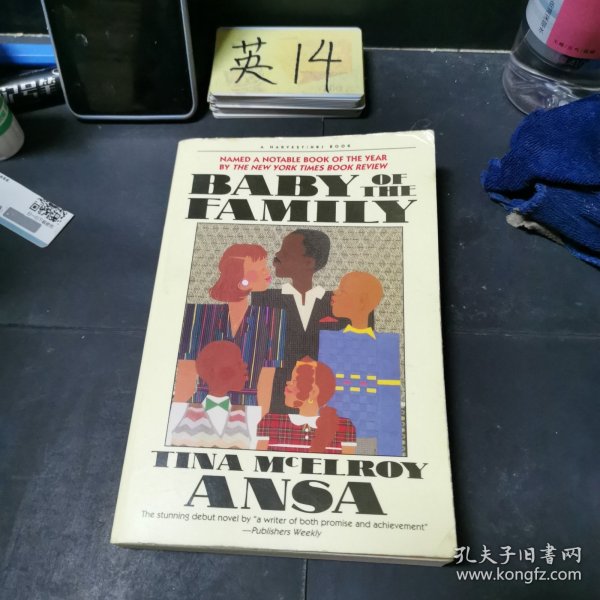 英14
A HARVEST/HBJ BOOK
NAMED A NOTABLE BOOK OF THE YEAR
BY THE NEW YORK TIMES BOOK REVIEW
BABY OF THE
FAMILY
TINA McELROY
ANSA
The stunning debut novel by "a writer of both promise and achievement"
—Publishers Weekly
孔夫子旧书网
www.kongfz.com